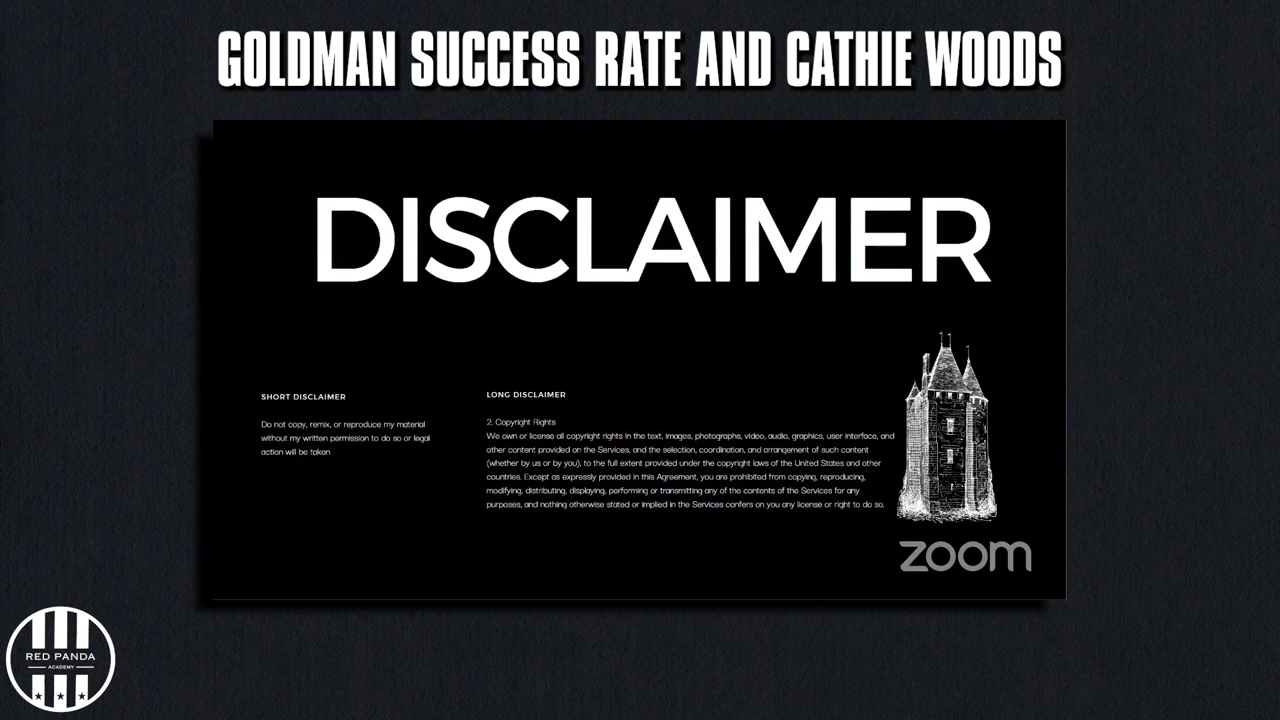 GOLDMAN SUCCESS RATE AND CATHIE WOODS
DISCLAIMER
SHORT DISCLAIMER
Do not copy, remix, or reproduce my material
without my written permission to do so or legal
action will be taken
LONG DISCLAIMER
2. Copyright Rights
We own or license all copyright rights in the text, images, photographs, video, audio, graphics, user interface, and
other content provided on the Services, and the selection, coordination, and arrangement of such content
(whether by us or by you), to the full extent provided under the copyright laws of the United States and other
countries. Except as expressly provided in this Agreement, you are prohibited from copying, reproducing,
modifying, distributing, displaying, performing or transmitting any of the contents of the Services for any
purposes, and nothing otherwise stated or implied in the Services confers on you any license or right to do so.
zoom
RED PANDA
ACADEMY